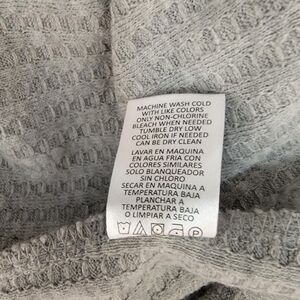 MACHINE WASH COLD
WITH LIKE COLORS
ONLY NON-CHLORINE
BLEACH WHEN NEEDED
TUMBLE DRY LOW
COOL IRON IF NEEDED
CAN BE DRY CLEAN
LAVAR EN MAQUINA
EN AGUA FRIA CON
COLORES SIMILARES
SOLO BLANQUEADOR
SIN CHLORO
SECAR EN MAQUINA A
TEMPERATURA BAJA
PLANCHAR A
TEMPERATURA BAJA
O LIMPIAR A SECO